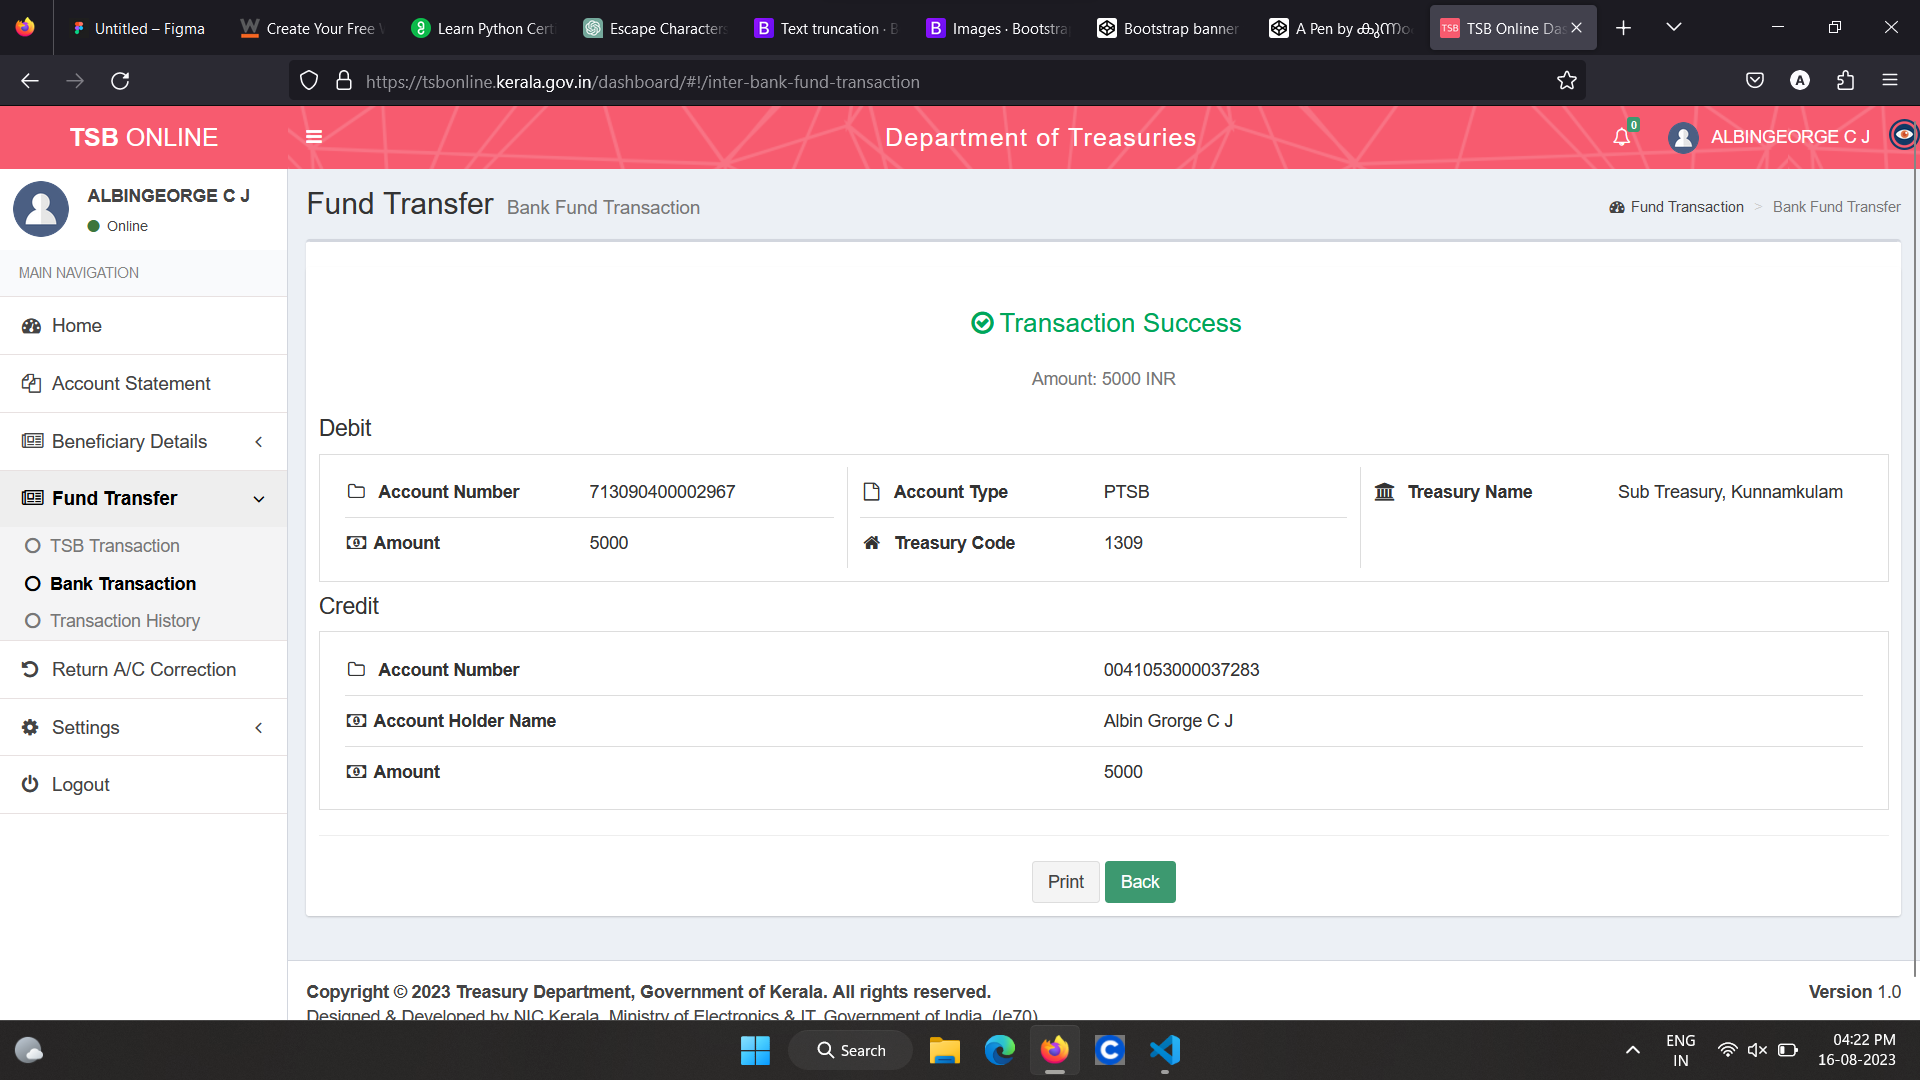 Untitled – Figma
Create Your Free
Learn Python Cert
Escape Characters
Text truncation · B
Images · Bootstrap
Bootstrap banner
A Pen by
TSB
TSB Online Das
https://tsbonline.kerala.gov.in/dashboard/#!/inter-bank-fund-transaction
A
TSB ONLINE
Department of Treasuries
0
ALBINGEORGE C J
ALBINGEORGE C J
Online
MAIN NAVIGATION
Home
Account Statement
Beneficiary Details
Fund Transfer
TSB Transaction
Bank Transaction
Transaction History
Return A/C Correction
Settings
Logout
Fund Transfer Bank Fund Transaction
Fund Transaction > Bank Fund Transfer
Transaction Success
Amount: 5000 INR
Debit
Account Number 713090400002967 Account Type PTSB Treasury Name Sub Treasury, Kunnamkulam
Amount 5000 Treasury Code 1309
Credit
Account Number 0041053000037283
Account Holder Name Albin Grorge C J
Amount 5000
Print Back
Copyright © 2023 Treasury Department, Government of Kerala. All rights reserved.
Version 1.0
Designed & Developed by NIC Kerala, Ministry of Electronics & IT, Government of India. (Ie70)
Search
ENG
IN
04:22 PM
16-08-2023